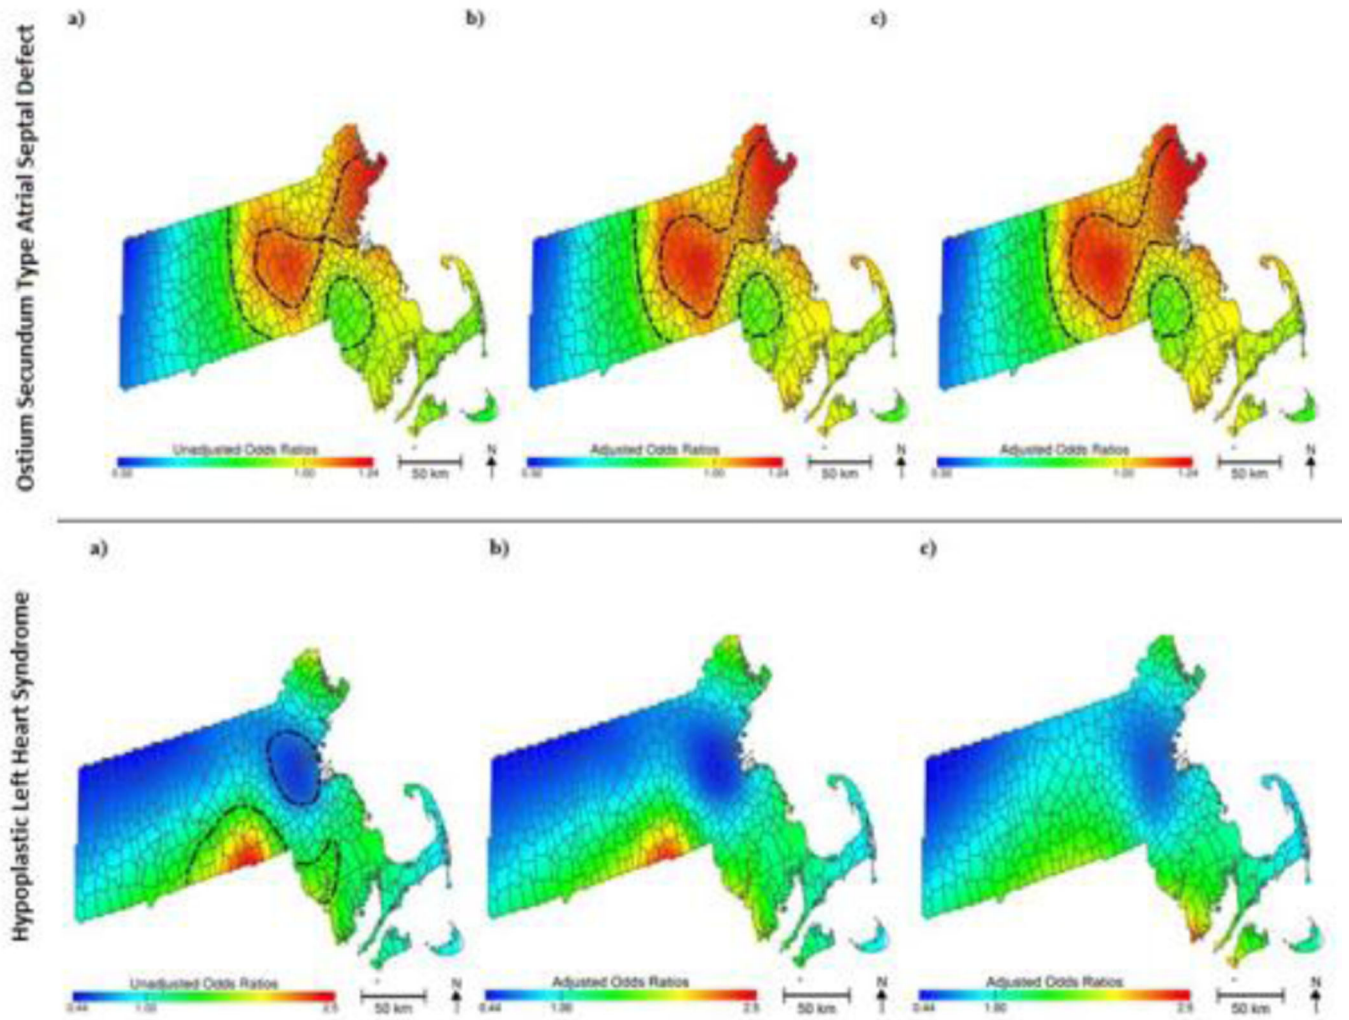 Ostium Secundum Type Atrial Septal Defect
a)
b)
c)
Unadjusted Odds Ratios
1.00
1.24
50 km
N
Adjusted Odds Ratios
1.00
1.24
50 km
N
Adjusted Odds Ratios
1.00
1.24
50 km
N
Hypoplastic Left Heart Syndrome
a)
b)
c)
Unadjusted Odds Ratios
0.44
1.00
2.5
50 km
N
Adjusted Odds Ratios
0.44
1.00
2.5
50 km
N
Adjusted Odds Ratios
0.44
1.00
2.5
50 km
N